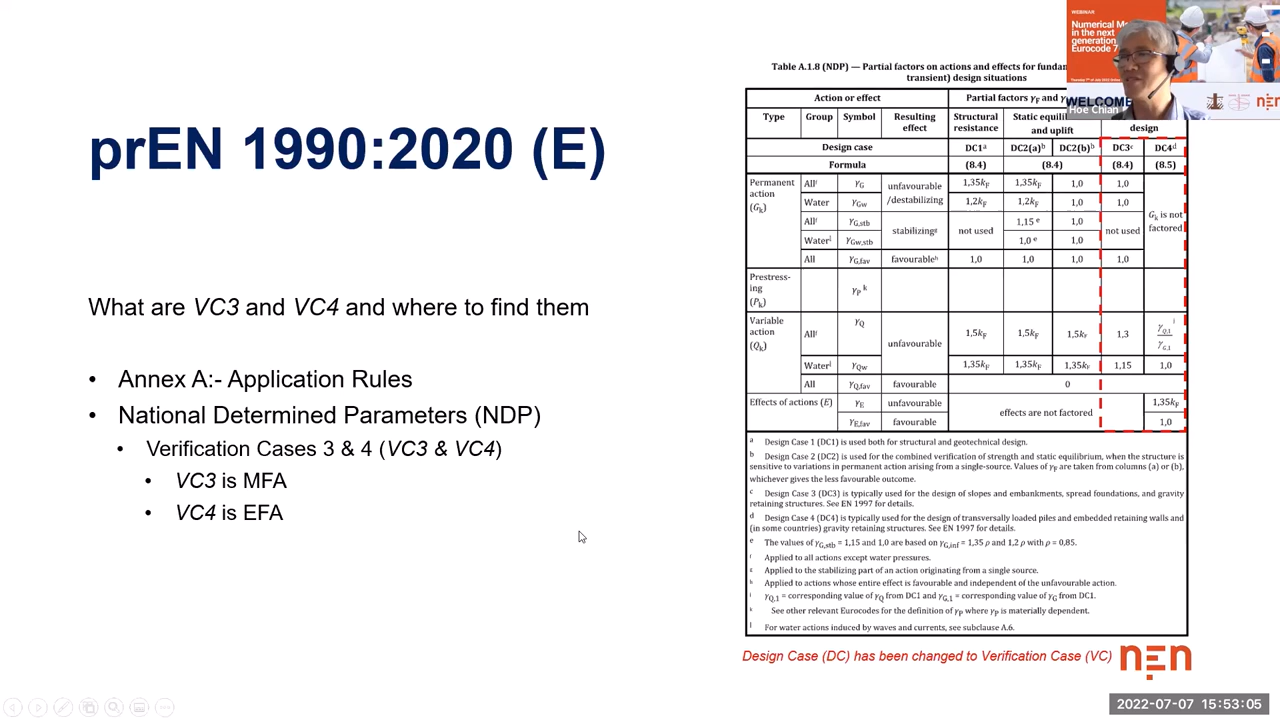 prEN 1990:2020 (E)
What are VC3 and VC4 and where to find them
• Annex A:- Application Rules
• National Determined Parameters (NDP)
• Verification Cases 3 & 4 (VC3 & VC4)
• VC3 is MFA
• VC4 is EFA
Table A.1.8 (NDP) — Partial factors on actions and effects for
transient) design situations
Action or effect Partial factors γF and
Type Group Symbol Resulting effect Structural resistance Static and uplift design
Design case DC1a DC2(a)b DC2(b)b DC3c DC4d
Formula (8.4) (8.4) (8.4) (8.5)
Permanent action (Gk) Allf γG unfavourable /destabilizing 1,35kF 1,35kF 1,0 1,0 Gk is not factored
Water γGw 1,2kF 1,2kF 1,0 1,0
Allf γG,stb stabilizingg not used 1,15 e 1,0 not used
Waterl γGw,stb 1,0 e 1,0
All γG,fav favourableh 1,0 1,0 1,0 1,0
Prestress-ing (Pk) γP k
Variable action (Qk) Allf γQ unfavourable 1,5kF 1,5kF 1,5kF 1,3 γQ,1 / γG,1 i
Waterl γQw 1,35kF 1,35kF 1,35kF 1,15 1,0
All γQ,fav favourable 0
Effects of actions (E) γE unfavourable effects are not factored 1,35kF
γE,fav favourable 1,0
a Design Case 1 (DC1) is used both for structural and geotechnical design.
b Design Case 2 (DC2) is used for the combined verification of strength and static equilibrium, when the structure is
sensitive to variations in permanent action arising from a single-source. Values of γF are taken from columns (a) or (b),
whichever gives the less favourable outcome.
c Design Case 3 (DC3) is typically used for the design of slopes and embankments, spread foundations, and gravity
retaining structures. See EN 1997 for details.
d Design Case 4 (DC4) is typically used for the design of transversally loaded piles and embedded retaining walls and
(in some countries) gravity retaining structures. See EN 1997 for details.
e The values of γG,stb = 1,15 and 1,0 are based on γG,inf = 1,35 ρ and 1,2 ρ with ρ = 0,85.
f Applied to all actions except water pressures.
g Applied to the stabilizing part of an action originating from a single source.
h Applied to actions whose entire effect is favourable and independent of the unfavourable action.
i γQ,1 = corresponding value of γQ from DC1 and γG,1 = corresponding value of γG from DC1.
k See other relevant Eurocodes for the definition of γP where γP is materially dependent.
l For water actions induced by waves and currents, see subclause A.6.
Design Case (DC) has been changed to Verification Case (VC)
nen
WEBINAR
Numerical
in the next
generation
Eurocode 7
WELCOME
Hoe Chian
nen
2022-07-07 15:53:05